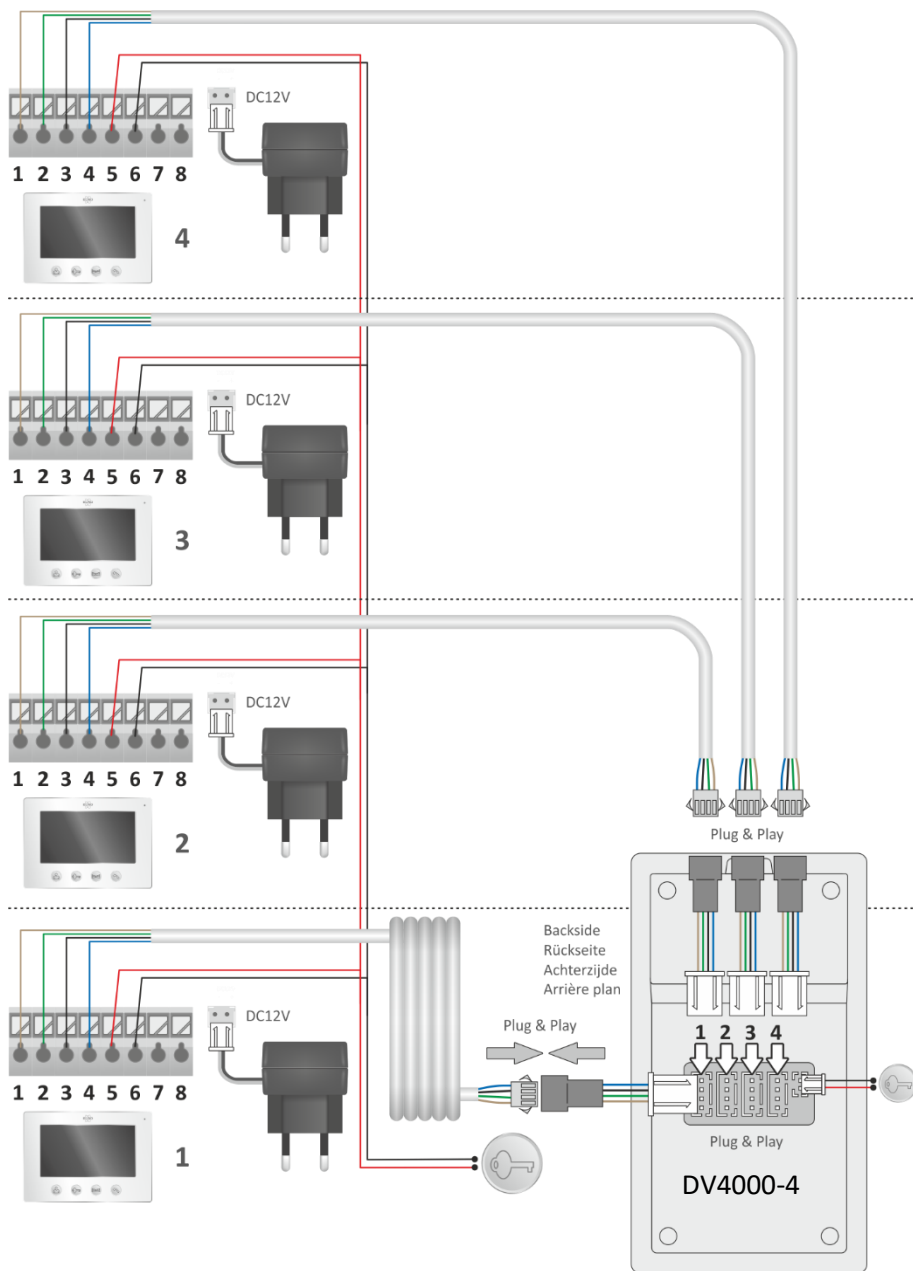 DC12V
1 2 3 4 5 6 7 8
4
DC12V
1 2 3 4 5 6 7 8
3
DC12V
1 2 3 4 5 6 7 8
2
Plug & Play
Backside
Rückseite
Achterzijde
Arrière plan
Plug & Play
DC12V
1 2 3 4 5 6 7 8
1
1 2 3 4
Plug & Play
DV4000-4